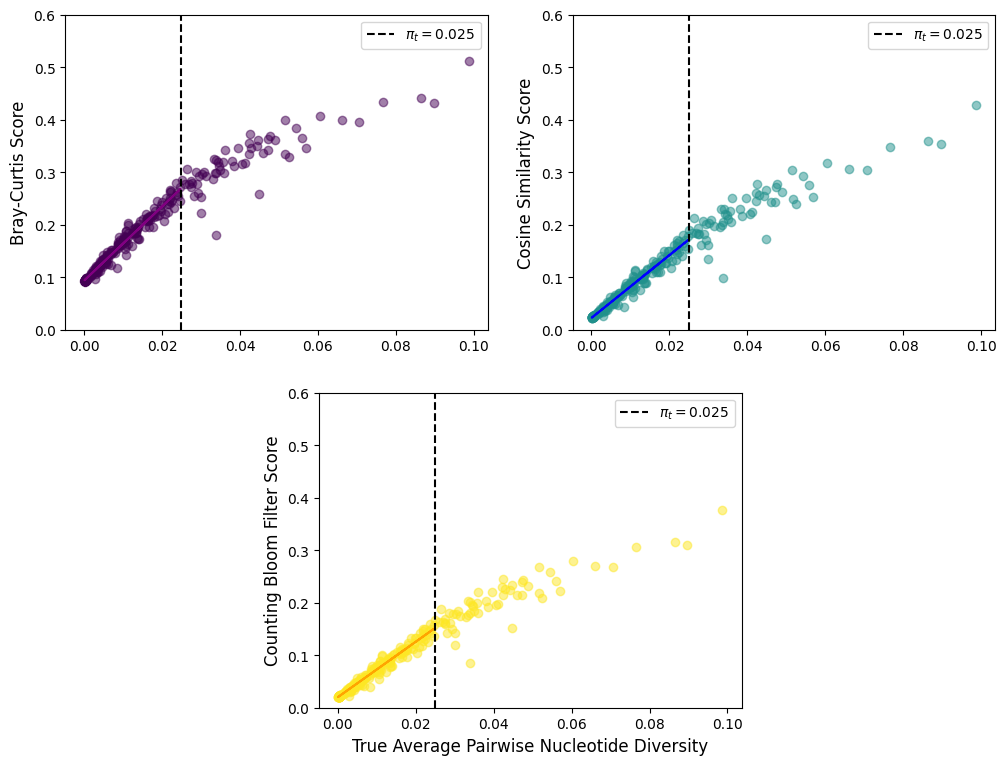 0.6
0.5
0.4
0.3
0.2
0.1
0.0
Bray-Curtis Score
π_t = 0.025
0.00 0.02 0.04 0.06 0.08 0.10
0.6
0.5
0.4
0.3
0.2
0.1
0.0
Cosine Similarity Score
π_t = 0.025
0.00 0.02 0.04 0.06 0.08 0.10
0.6
0.5
0.4
0.3
0.2
0.1
0.0
Counting Bloom Filter Score
π_t = 0.025
0.00 0.02 0.04 0.06 0.08 0.10
True Average Pairwise Nucleotide Diversity